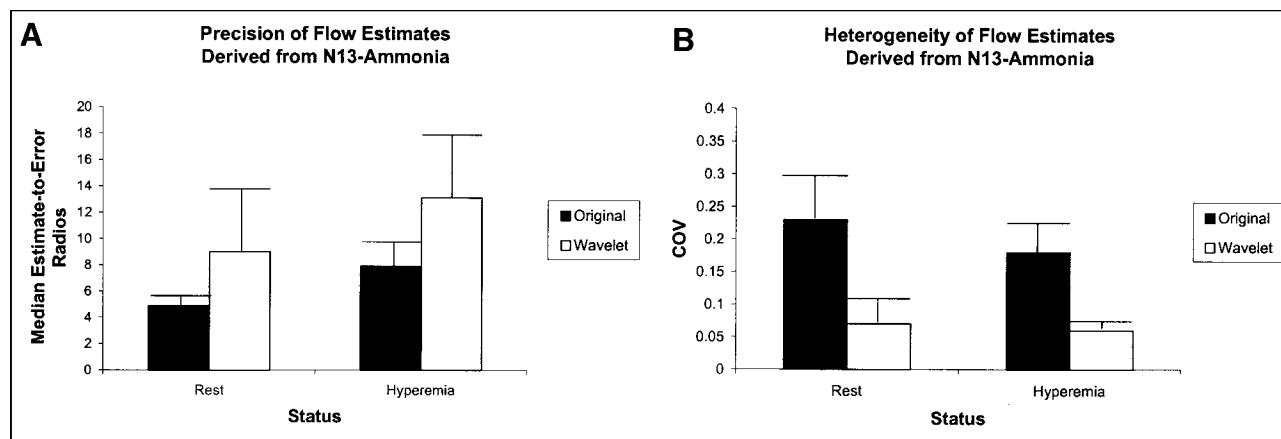 A
Precision of Flow Estimates
Derived from N13-Ammonia
Median Estimate-to-Error
Radios
20
18
16
14
12
10
8
6
4
2
0
Rest
Hyperemia
Status
Original
Wavelet
B
Heterogeneity of Flow Estimates
Derived from N13-Ammonia
COV
0.4
0.35
0.3
0.25
0.2
0.15
0.1
0.05
0
Rest
Hyperemia
Status
Original
Wavelet